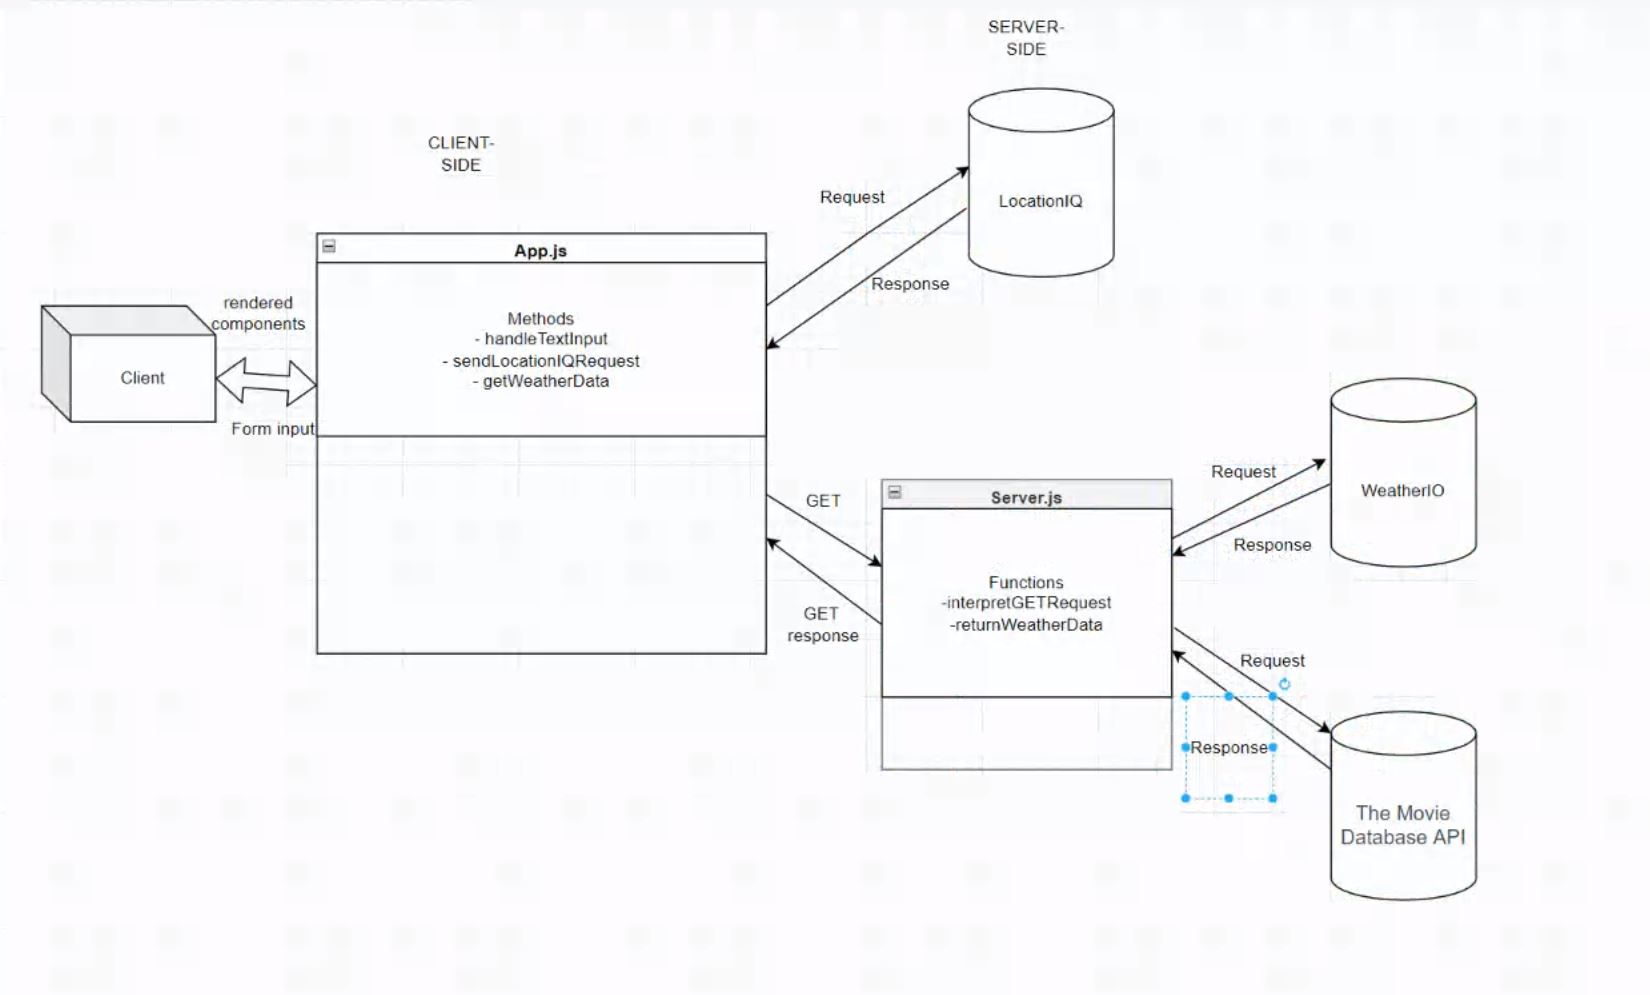 SERVER-
SIDE
CLIENT-
SIDE
Request
LocationIQ
Response
App.js
rendered
components
Methods
- handleTextInput
- sendLocationIQRequest
- getWeatherData
Client
Form input
GET
Server.js
Request
WeatherIO
Response
Functions
-interpretGETRequest
-returnWeatherData
GET
response
Request
Response
The Movie
Database API